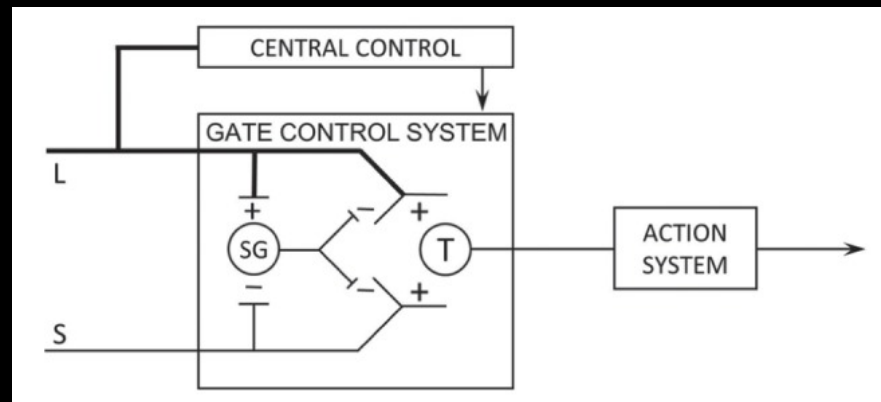 CENTRAL CONTROL
GATE CONTROL SYSTEM
L
+
−
+
SG
T
ACTION
SYSTEM
−
−
+
S